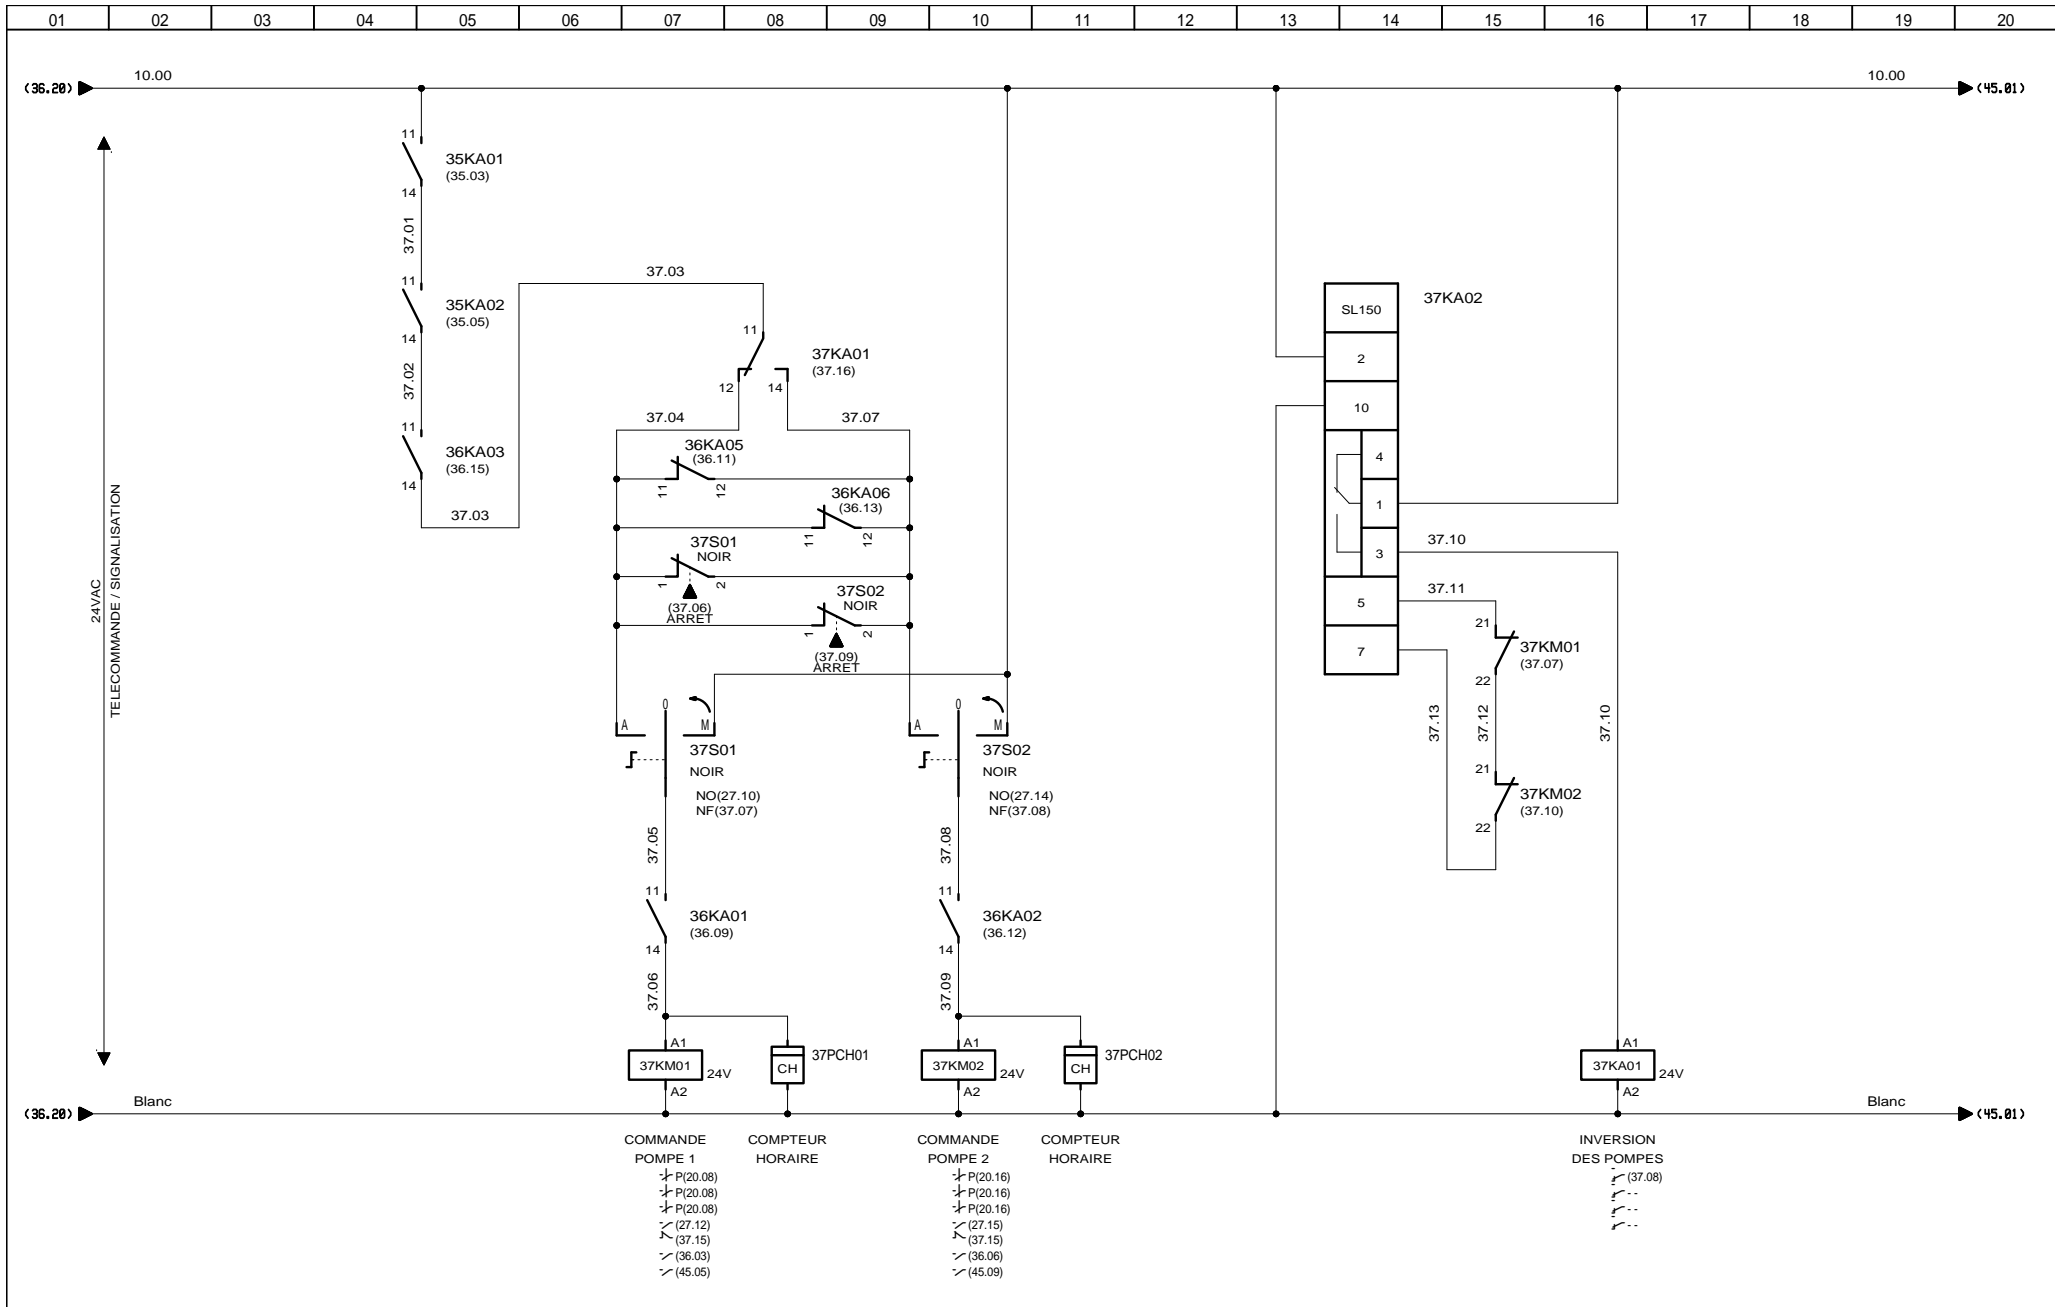 01 02 03 04 05 06 07 08 09 10 11 12 13 14 15 16 17 18 19 20
10.00 10.00
(36.20) (45.01)
11
35KA01
(35.03)
14
37.01
11
35KA02
(35.05)
14
37.02
11
36KA03
(36.15)
14
37.03
37.03
24VAC
TELECOMMANDE / SIGNALISATION
11
37KA01
(37.16)
12 14
37.04 37.07
36KA05
(36.11)
11 12
36KA06
(36.13)
11 12
37S01
NOIR
1 2
(37.06)
ARRET
37S02
NOIR
1 2
(37.09)
ARRET
A 0 M
37S01
NOIR
NO(27.10)
NF(37.07)
37.05
11
36KA01
(36.09)
14
37.06
A1
37KM01
24V
A2
CH
37PCH01
A 0 M
37S02
NOIR
NO(27.14)
NF(37.08)
37.08
11
36KA02
(36.12)
14
37.09
A1
37KM02
24V
A2
CH
37PCH02
SL150
37KA02
2
10
4
1
3
5
7
37.10
37.11
21
37KM01
(37.07)
22
37.13
37.12
37.10
21
37KM02
(37.10)
22
A1
37KA01
24V
A2
Blanc Blanc
(36.20) (45.01)
COMMANDE
POMPE 1
P(20.08)
P(20.08)
P(20.08)
(27.12)
(37.15)
(36.03)
(45.05)
COMPTEUR
HORAIRE
COMMANDE
POMPE 2
P(20.16)
P(20.16)
P(20.16)
(27.15)
(37.15)
(36.06)
(45.09)
COMPTEUR
HORAIRE
INVERSION
DES POMPES
(37.08)
--
--
--